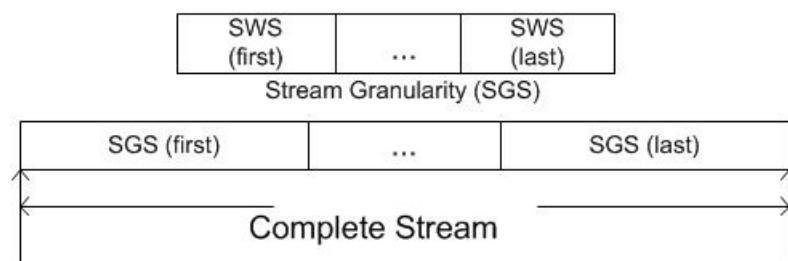 SWS (first) ... SWS (last)
Stream Granularity (SGS)
SGS (first) ... SGS (last)
Complete Stream